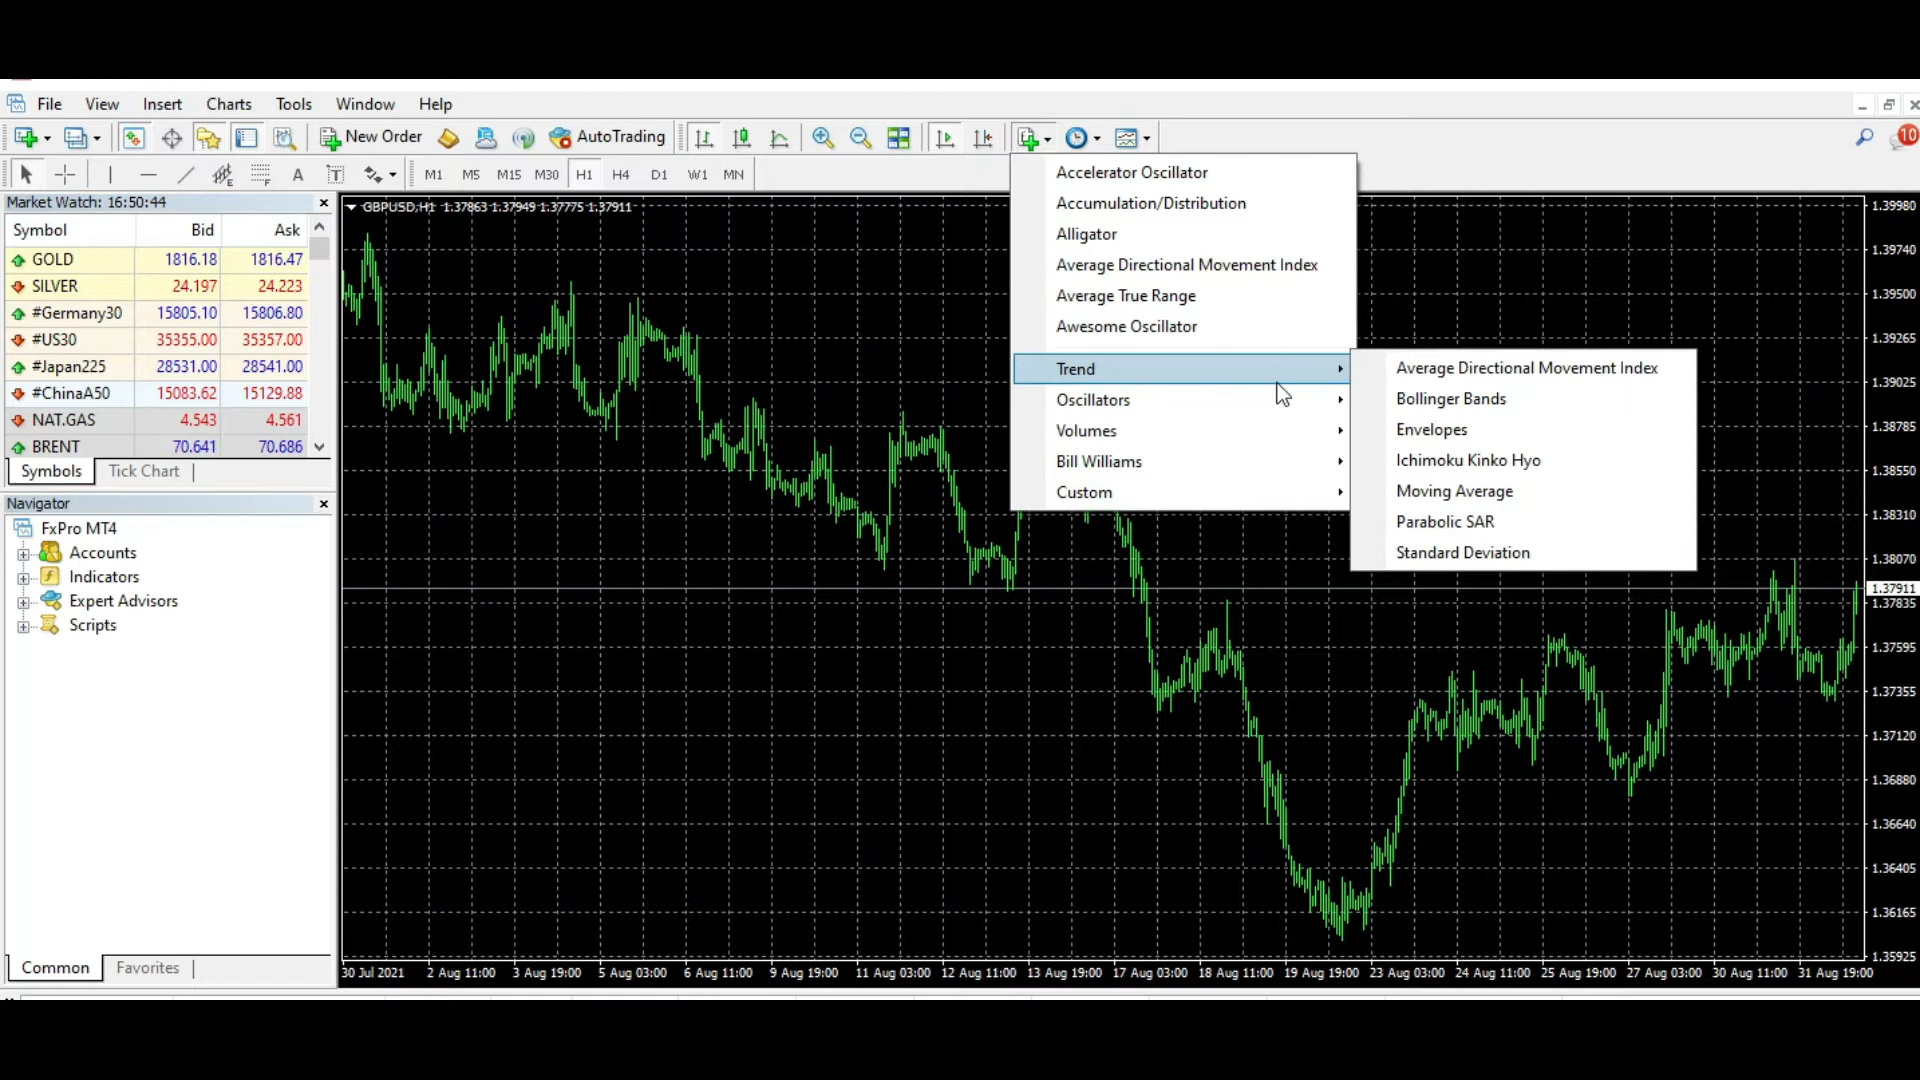 File View Insert Charts Tools Window Help
New Order AutoTrading 10
A T M1 M5 M15 M30 H1 H4 D1 W1 MN
Market Watch: 16:50:44
Symbol Bid Ask
GOLD 1816.18 1816.47
SILVER 24.197 24.223
#Germany30 15805.10 15806.80
#US30 35355.00 35357.00
#Japan225 28531.00 28541.00
#ChinaA50 15083.62 15129.88
NAT.GAS 4.543 4.561
BRENT 70.641 70.686
Symbols Tick Chart
Navigator
FxPro MT4
Accounts
Indicators
Expert Advisors
Scripts
Common Favorites
GBPUSD,H1 1.37863 1.37949 1.37775 1.37911
Accelerator Oscillator
Accumulation/Distribution
Alligator
Average Directional Movement Index
Average True Range
Awesome Oscillator
Trend
Oscillators
Volumes
Bill Williams
Custom
Average Directional Movement Index
Bollinger Bands
Envelopes
Ichimoku Kinko Hyo
Moving Average
Parabolic SAR
Standard Deviation
1.39980
1.39740
1.39500
1.39265
1.39025
1.38785
1.38550
1.38310
1.38070
1.37911
1.37835
1.37595
1.37355
1.37120
1.36880
1.36640
1.36405
1.36165
1.35925
30 Jul 2021 2 Aug 11:00 3 Aug 19:00 5 Aug 03:00 6 Aug 11:00 9 Aug 19:00 11 Aug 03:00 12 Aug 11:00 13 Aug 19:00 17 Aug 03:00 18 Aug 11:00 19 Aug 19:00 23 Aug 03:00 24 Aug 11:00 25 Aug 19:00 27 Aug 03:00 30 Aug 11:00 31 Aug 19:00